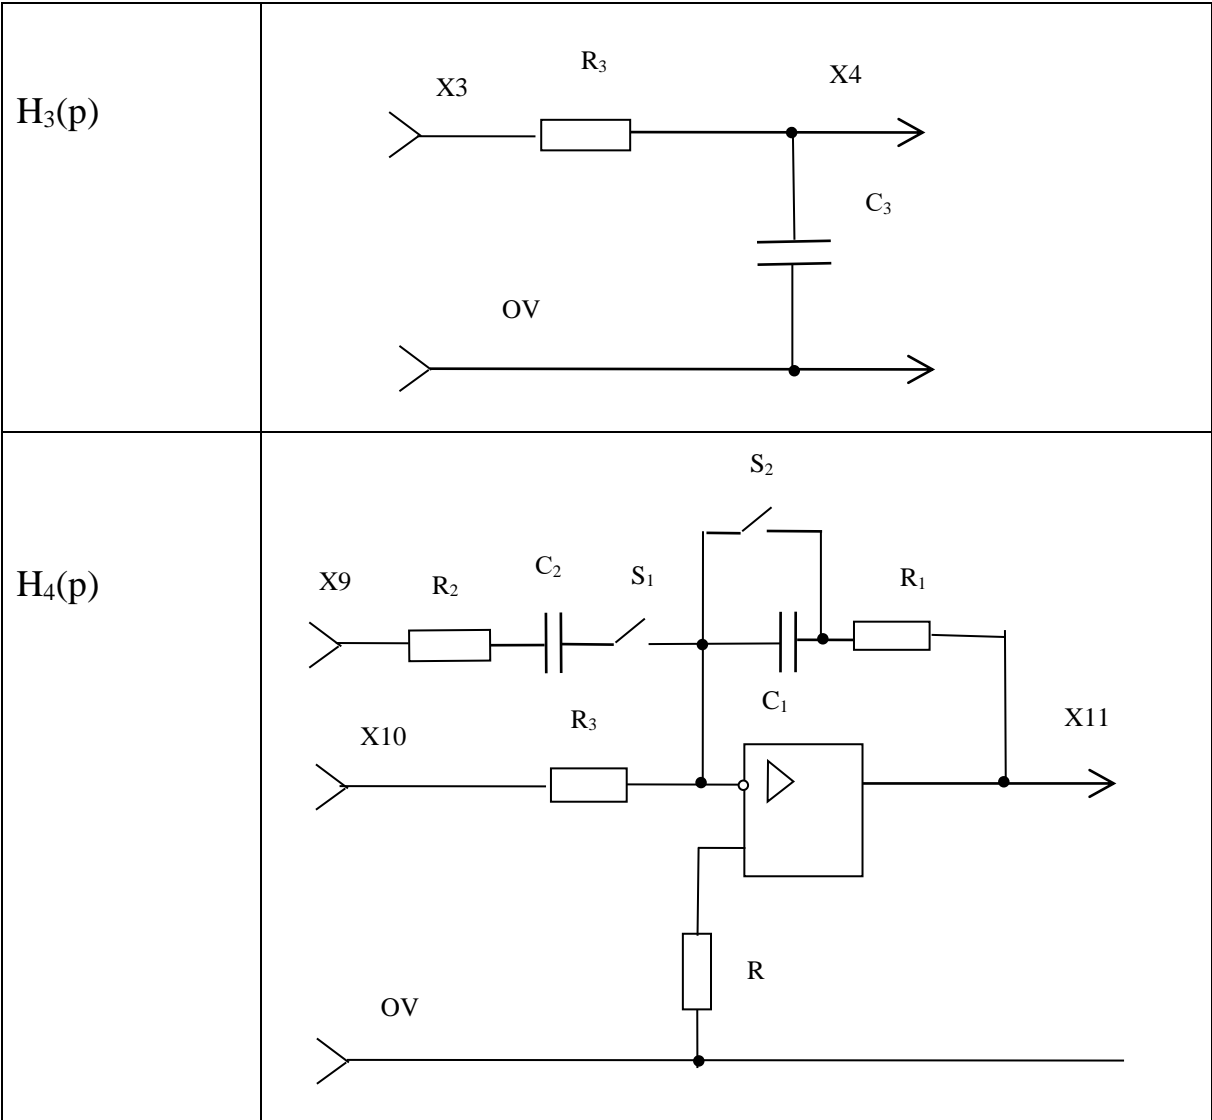 H₃(p)
R₃
X3
X4
C₃
OV
H₄(p)
S₂
X9
R₂
C₂
S₁
R₁
C₁
X10
R₃
X11
R
OV